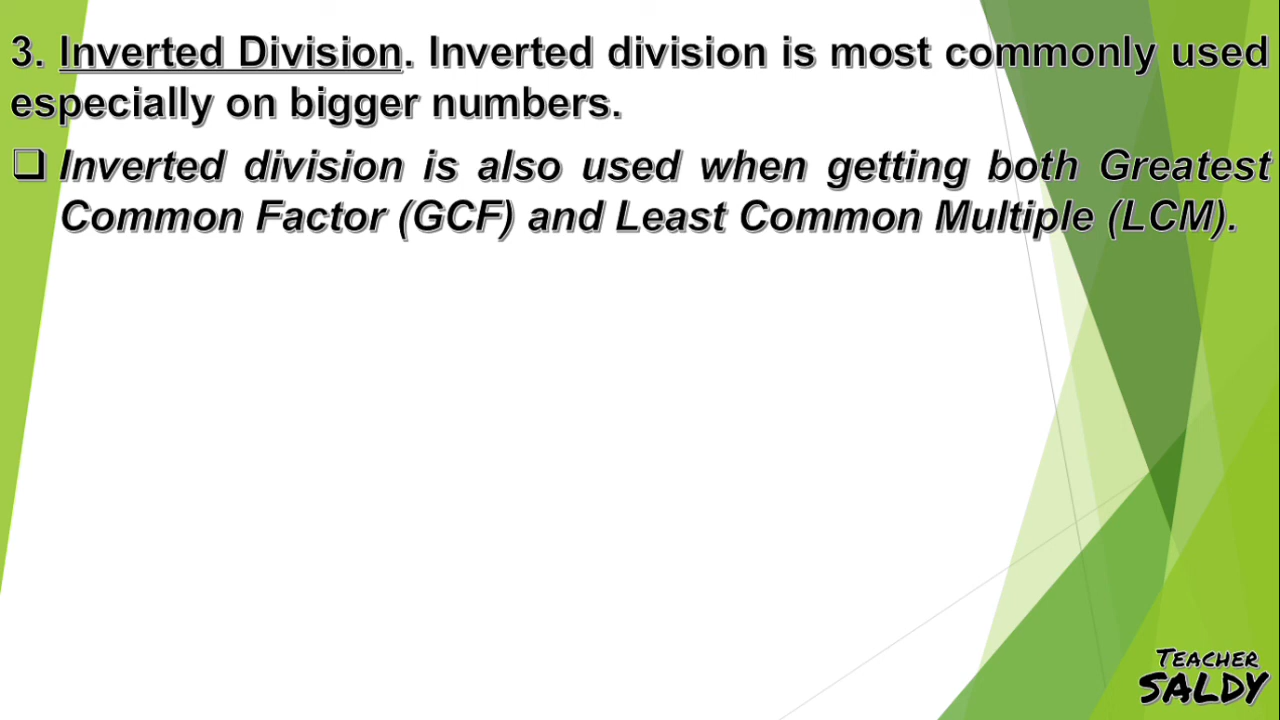 3. Inverted Division. Inverted division is most commonly used
especially on bigger numbers.
❑ Inverted division is also used when getting both Greatest
Common Factor (GCF) and Least Common Multiple (LCM).
TEACHER
SALDY